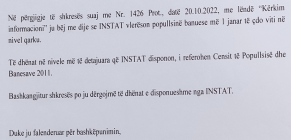 Në përgjigje të shkresës suaj me Nr. 1426 Prot., datë 20.10.2022, me lëndë "Kërkim
informacioni" ju bëj me dije se INSTAT vlerëson popullsinë banuese më 1 janar të çdo viti në
nivel qarku.
Të dhënat në nivele më të detajuara që INSTAT disponon, i referohen Censit të Popullsisë dhe
Banesave 2011.
Bashkangjitur shkresës po ju dërgojmë të dhënat e disponueshme nga INSTAT.
Duke ju falenderuar për bashkëpunimin,